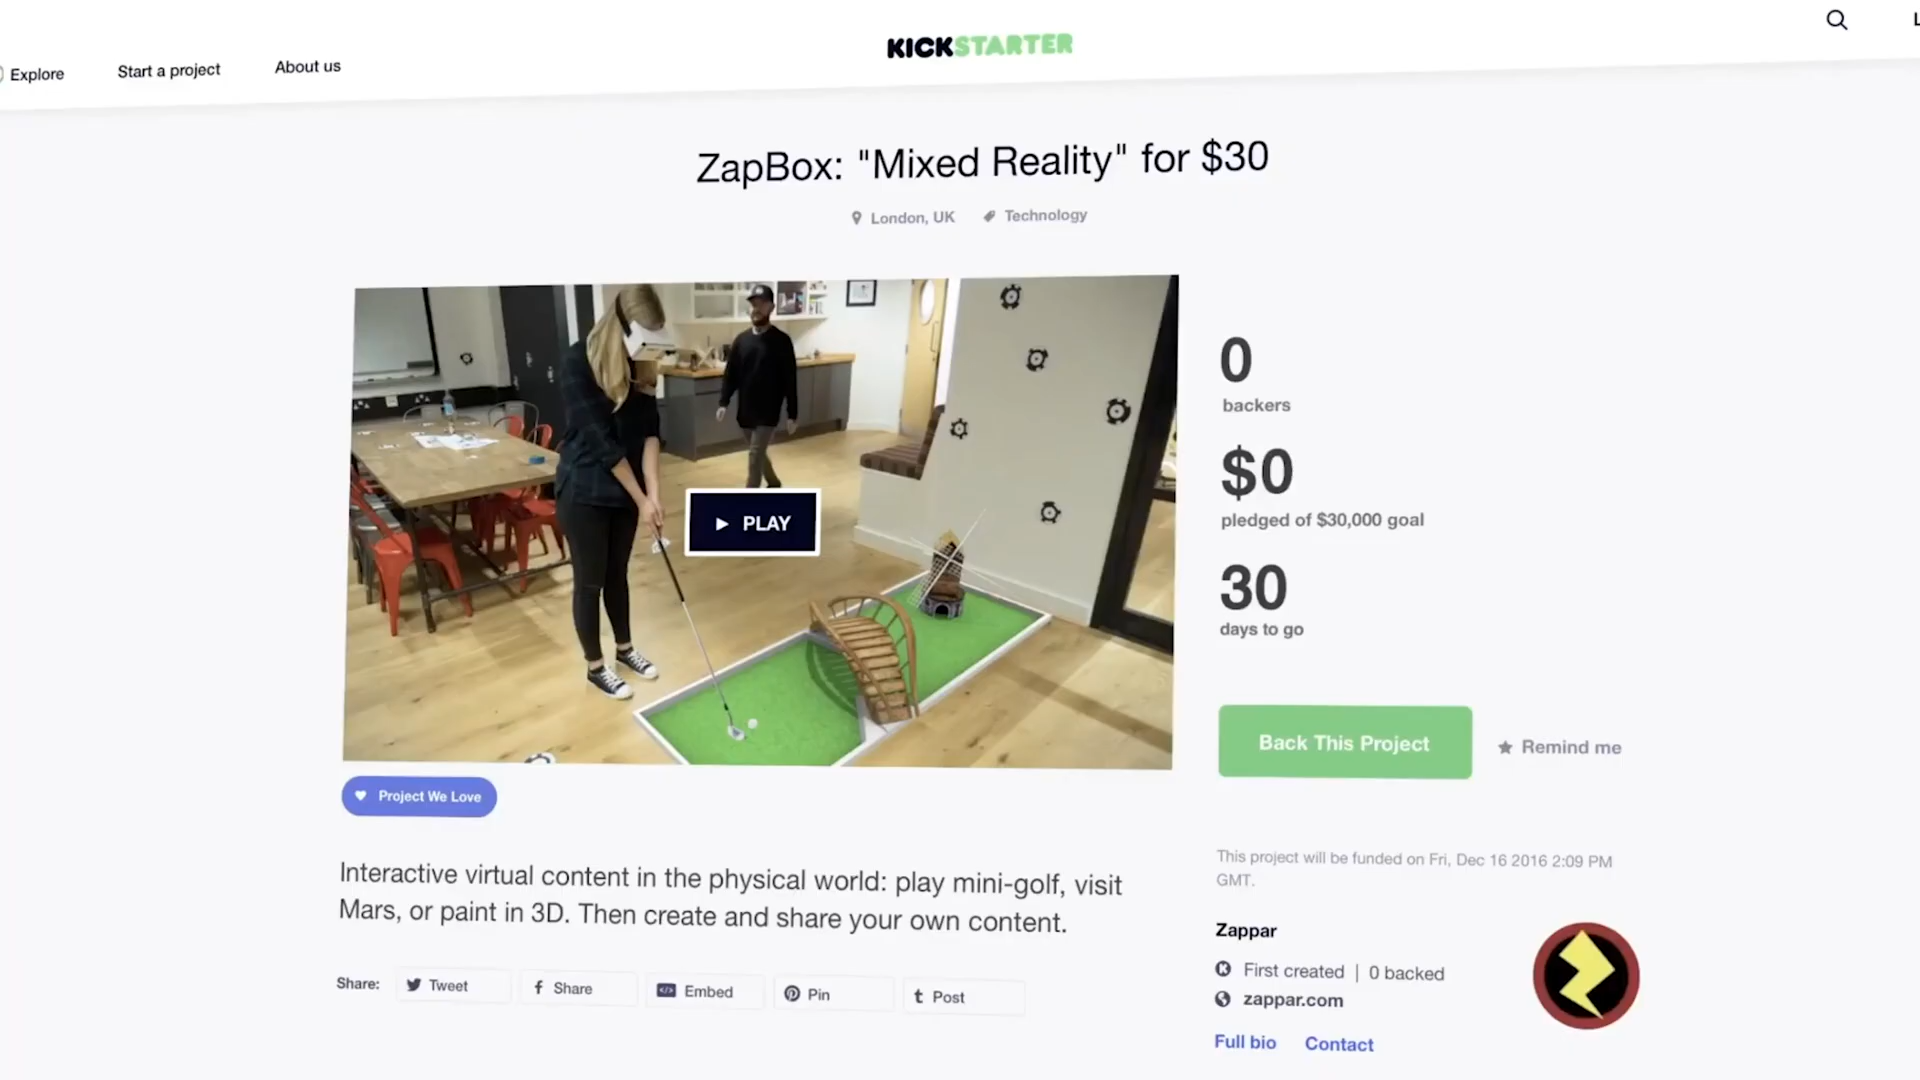 KICKSTARTER
Explore
Start a project
About us
ZapBox: "Mixed Reality" for $30
London, UK
Technology
PLAY
0
backers
$0
pledged of $30,000 goal
30
days to go
Back This Project
Remind me
Project We Love
Interactive virtual content in the physical world: play mini-golf, visit
Mars, or paint in 3D. Then create and share your own content.
Share:
Tweet
Share
Embed
Pin
Post
This project will be funded on Fri, Dec 16 2016 2:09 PM
GMT.
Zappar
First created | 0 backed
zappar.com
Full bio
Contact